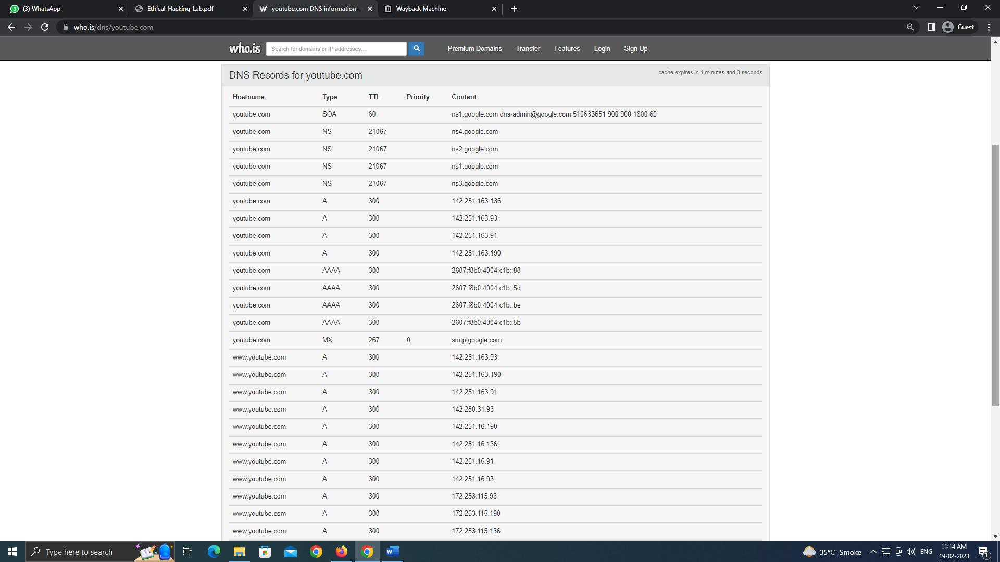 (3) WhatsApp
Ethical-Hacking-Lab.pdf
youtube.com DNS information -
Wayback Machine
who.is/dns/youtube.com
Guest
who.is
Search for domains or IP addresses...
Premium Domains
Transfer
Features
Login
Sign Up
DNS Records for youtube.com
cache expires in 1 minutes and 3 seconds
Hostname Type TTL Priority Content
youtube.com SOA 60 ns1.google.com dns-admin@google.com 510633651 900 900 1800 60
youtube.com NS 21067 ns4.google.com
youtube.com NS 21067 ns2.google.com
youtube.com NS 21067 ns1.google.com
youtube.com NS 21067 ns3.google.com
youtube.com A 300 142.251.163.136
youtube.com A 300 142.251.163.93
youtube.com A 300 142.251.163.91
youtube.com A 300 142.251.163.190
youtube.com AAAA 300 2607:f8b0:4004:c1b::88
youtube.com AAAA 300 2607:f8b0:4004:c1b::5d
youtube.com AAAA 300 2607:f8b0:4004:c1b::be
youtube.com AAAA 300 2607:f8b0:4004:c1b::5b
youtube.com MX 267 0 smtp.google.com
www.youtube.com A 300 142.251.163.93
www.youtube.com A 300 142.251.163.190
www.youtube.com A 300 142.251.163.91
www.youtube.com A 300 142.250.31.93
www.youtube.com A 300 142.251.16.190
www.youtube.com A 300 142.251.16.136
www.youtube.com A 300 142.251.16.91
www.youtube.com A 300 142.251.16.93
www.youtube.com A 300 172.253.115.93
www.youtube.com A 300 172.253.115.190
www.youtube.com A 300 172.253.115.136
Type here to search
35°C Smoke
ENG
11:14 AM
19-02-2023
1